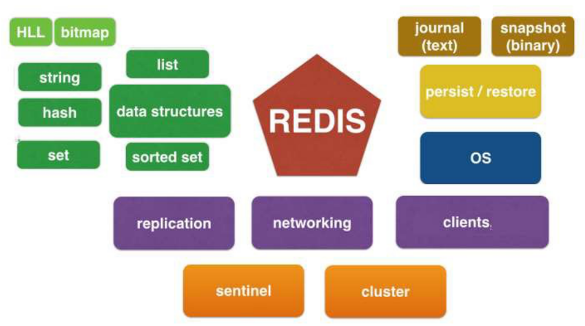 HLL
bitmap
string
list
hash
data structures
set
sorted set
REDIS
journal
(text)
snapshot
(binary)
persist / restore
OS
replication
networking
clients
sentinel
cluster